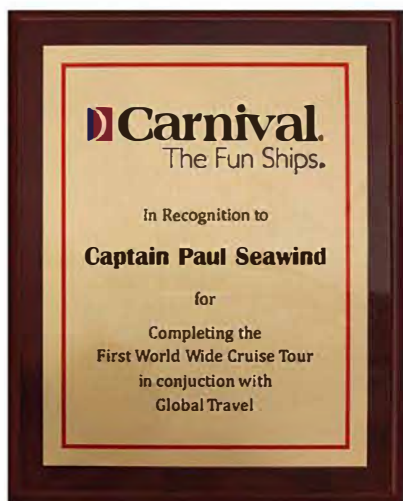 Carnival.
The Fun Ships.
In Recognition to
Captain Paul Seawind
for
Completing the
First World Wide Cruise Tour
in conjuction with
Global Travel